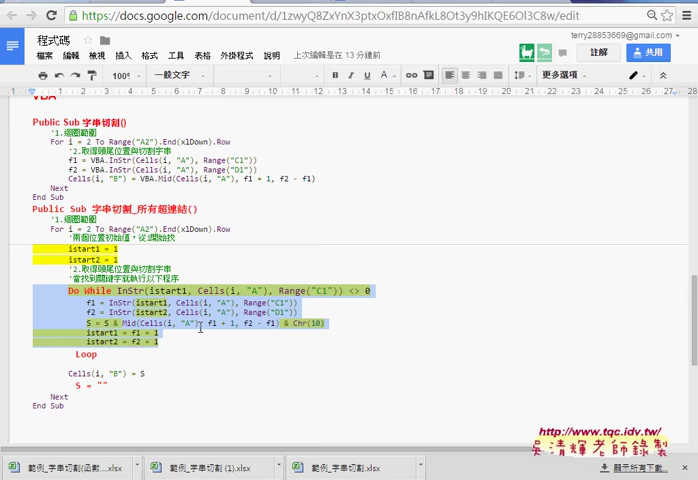 https://docs.google.com/document/d/1zwyQ8ZxYnX3ptxOxfIB8nAfkL8Ot3y9hIKQE6Ol3C8w/edit
terry28853669@gmail.com
程式碼
檔案 編輯 檢視 插入 格式 工具 表格 外掛程式 說明 上次編輯是在 13 分鐘前
註解 共用
100% 一般文字 B I U A 更多選項
VBA
Public Sub 字串切割()
'1.迴圈範圍
For i = 2 To Range("A2").End(xlDown).Row
'2.取得頭尾位置與切割字串
f1 = VBA.InStr(Cells(i, "A"), Range("C1"))
f2 = VBA.InStr(Cells(i, "A"), Range("D1"))
Cells(i, "B") = VBA.Mid(Cells(i, "A"), f1 + 1, f2 - f1)
Next
End Sub
Public Sub 字串切割_所有超連結()
'1.迴圈範圍
For i = 2 To Range("A2").End(xlDown).Row
'兩個位置初始值，從1開始找
istart1 = 1
istart2 = 1
'2.取得頭尾位置與切割字串
'當找到關鍵字就執行以下程序
Do While InStr(istart1, Cells(i, "A"), Range("C1")) <> 0
f1 = InStr(istart1, Cells(i, "A"), Range("C1"))
f2 = InStr(istart2, Cells(i, "A"), Range("D1"))
S = S & Mid(Cells(i, "A"), f1 + 1, f2 - f1) & Chr(10)
istart1 = f1 + 1
istart2 = f2 + 1
Loop
Cells(i, "B") = S
S = ""
Next
End Sub
http://www.tqc.idv.tw/
吳清輝老師錄製
範例_字串切割(函數....xlsx 範例_字串切割 (1).xlsx 範例_字串切割.xlsx 顯示所有下載...